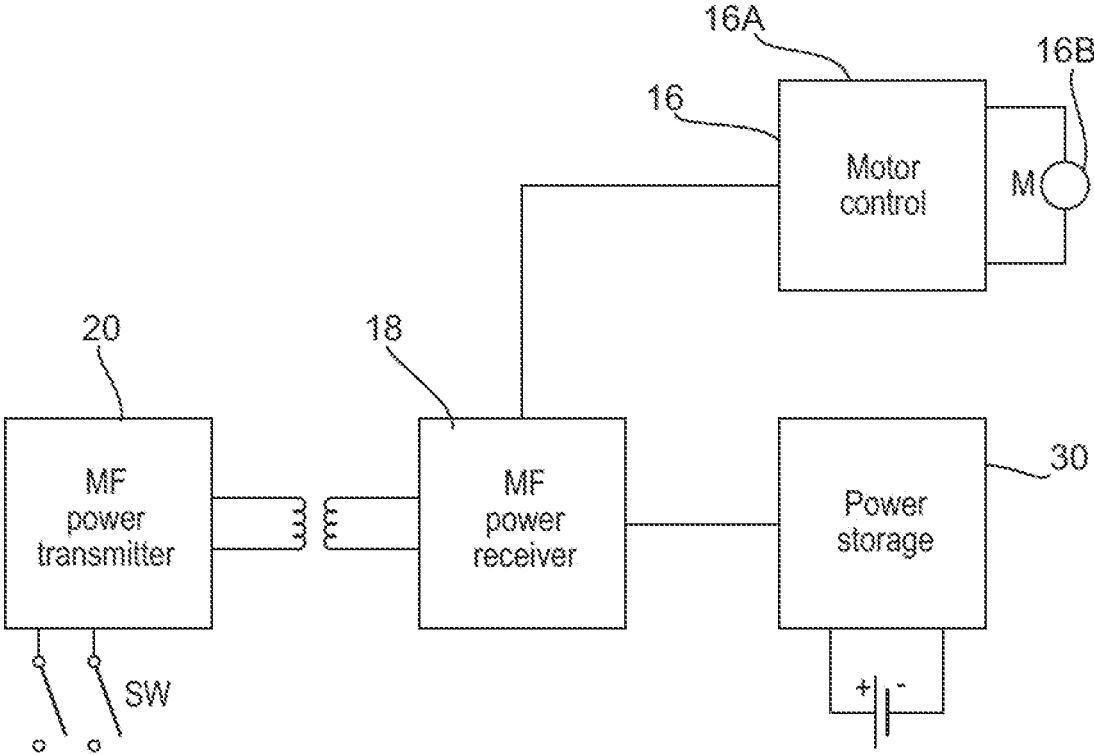 16A
16B
16
Motor
control
M
20
18
MF
power
transmitter
MF
power
receiver
Power
storage
30
SW
+ -